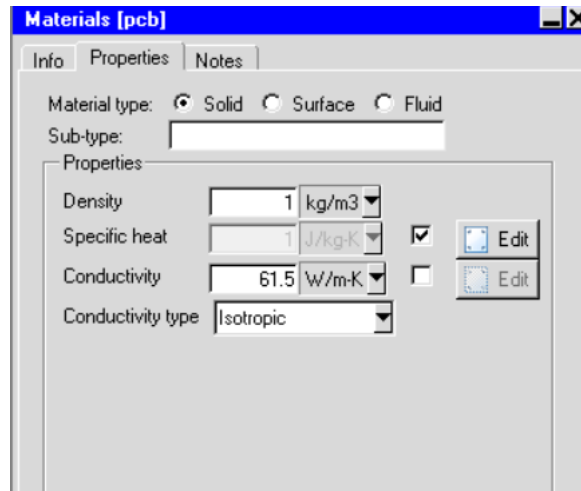 Materials [pcb]
Info Properties Notes
Material type: Solid Surface Fluid
Sub-type:
Properties
Density 1 kg/m3
Specific heat 1 J/kg-K Edit
Conductivity 61.5 W/m-K Edit
Conductivity type Isotropic